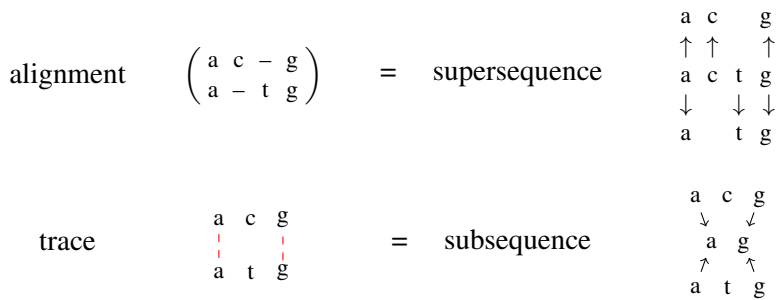 a c g
↑ ↑ ↑
alignment ( a c – g / a – t g ) = supersequence a c t g
↓ ↓ ↓
a t g
a c g a c g
trace = subsequence a g
a t g a t g